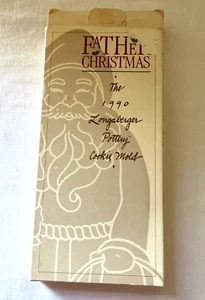 FATHER
CHRISTMAS
The
1990
Longaberger
Pottery
Cookie Mold